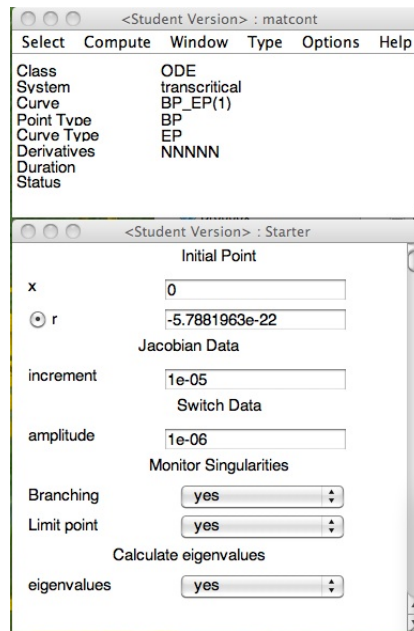 <Student Version> : matcont
Select Compute Window Type Options Help
Class ODE
System transcritical
Curve BP_EP(1)
Point Type BP
Curve Type EP
Derivatives NNNNN
Duration
Status
<Student Version> : Starter
Initial Point
x 0
r -5.7881963e-22
Jacobian Data
increment 1e-05
Switch Data
amplitude 1e-06
Monitor Singularities
Branching yes
Limit point yes
Calculate eigenvalues
eigenvalues yes